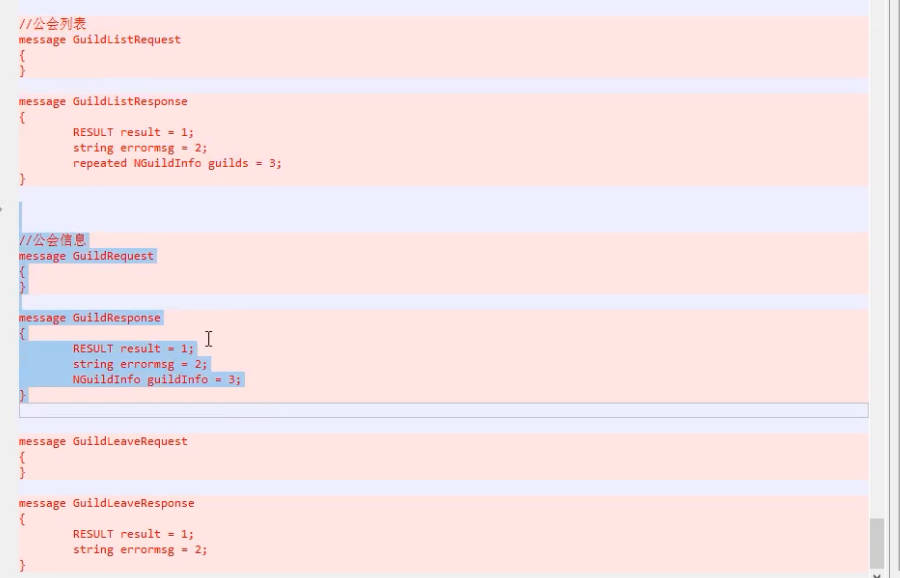 //公会列表
message GuildListRequest
{
}
message GuildListResponse
{
RESULT result = 1;
string errormsg = 2;
repeated NGuildInfo guilds = 3;
}
//公会信息
message GuildRequest
{
}
message GuildResponse
{
RESULT result = 1;
string errormsg = 2;
NGuildInfo guildInfo = 3;
}
message GuildLeaveRequest
{
}
message GuildLeaveResponse
{
RESULT result = 1;
string errormsg = 2;
}